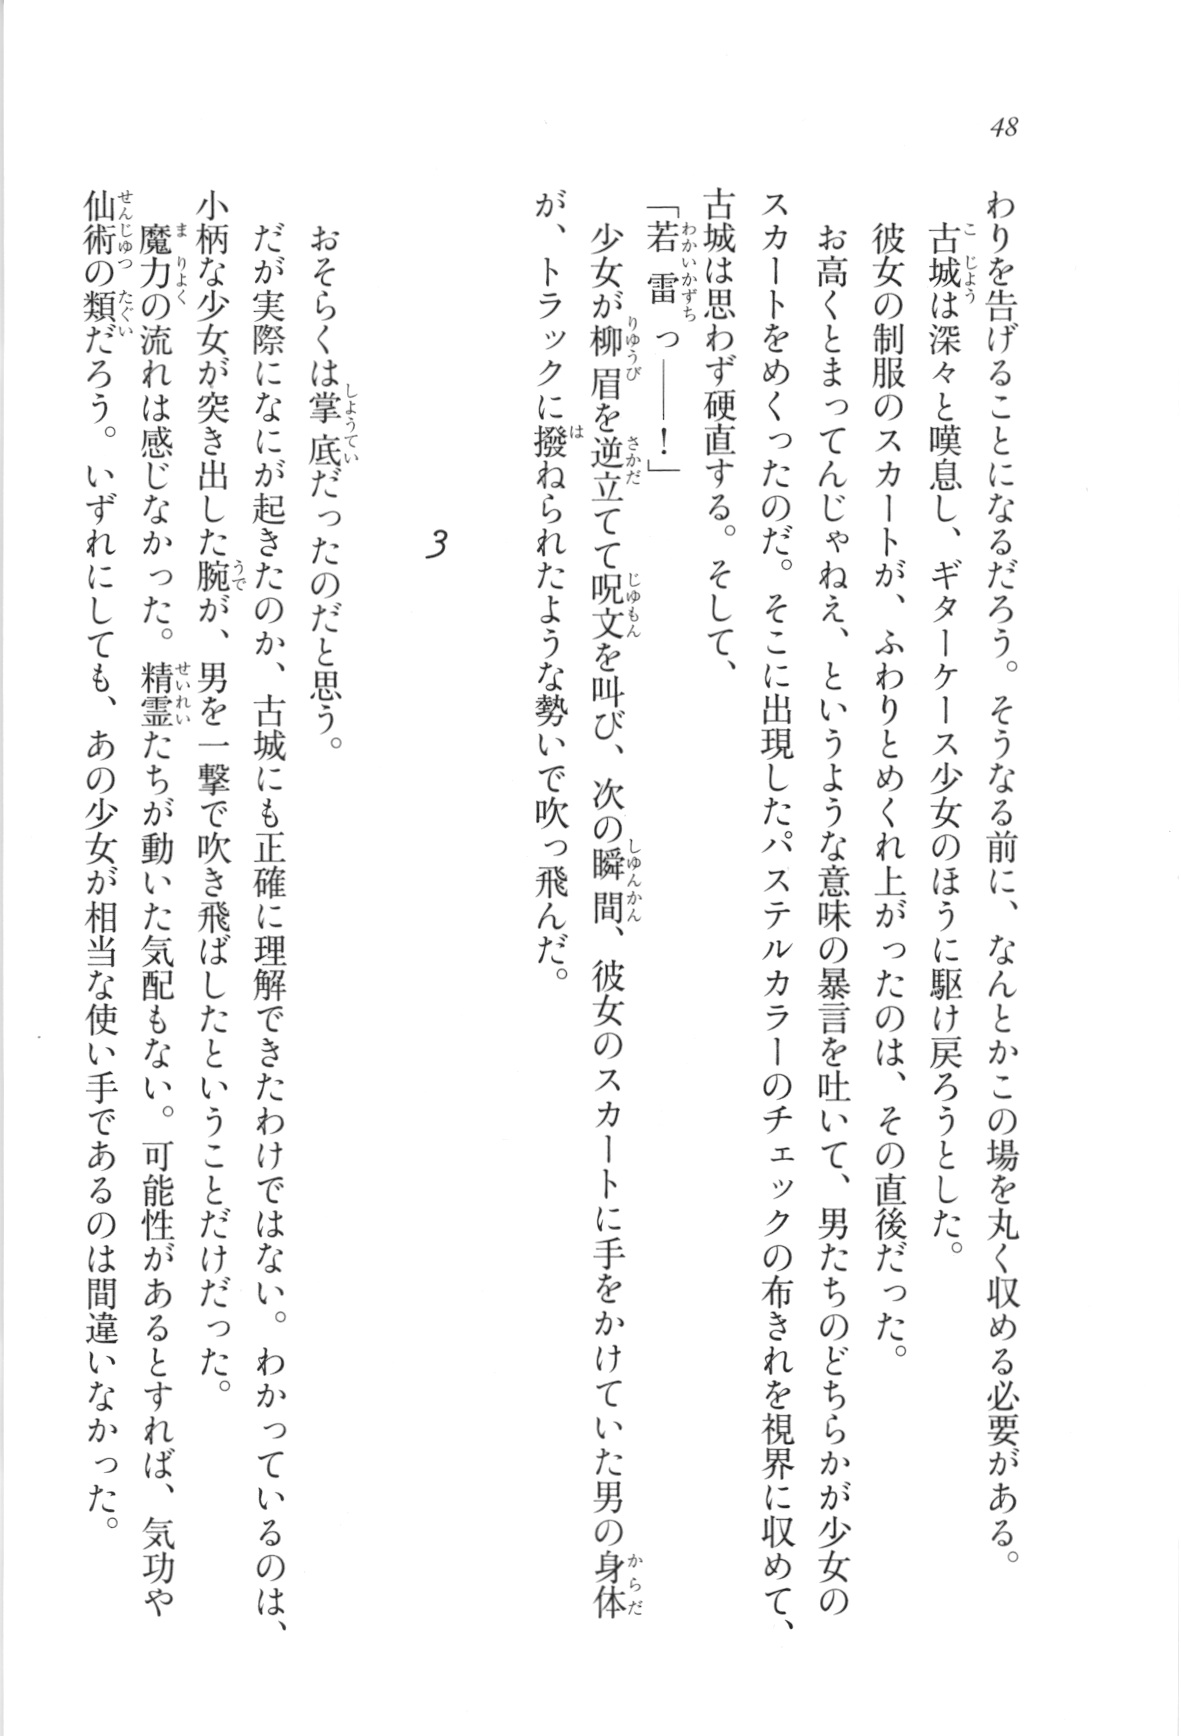 48
わりを告げることになるだろう。そうなる前に、なんとかこの場を丸く収める必要がある。
　古城は深々と嘆息し、ギターケース少女のほうに駆け戻ろうとした。
　彼女の制服のスカートが、ふわりとめくれ上がったのは、その直後だった。
　お高くとまってんじゃねえ、というような意味の暴言を吐いて、男たちのどちらかが少女の
スカートをめくったのだ。そこに出現したパステルカラーのチェックの布きれを視界に収めて、
古城は思わず硬直する。そして、
「若雷っ――！」
　少女が柳眉を逆立てて呪文を叫び、次の瞬間、彼女のスカートに手をかけていた男の身体
が、トラックに撥ねられたような勢いで吹っ飛んだ。
3
　おそらくは掌底だったのだと思う。
　だが実際になにが起きたのか、古城にも正確に理解できたわけではない。わかっているのは、
小柄な少女が突き出した腕が、男を一撃で吹き飛ばしたということだけだった。
　魔力の流れは感じなかった。精霊たちが動いた気配もない。可能性があるとすれば、気功や
仙術の類だろう。いずれにしても、あの少女が相当な使い手であるのは間違いなかった。